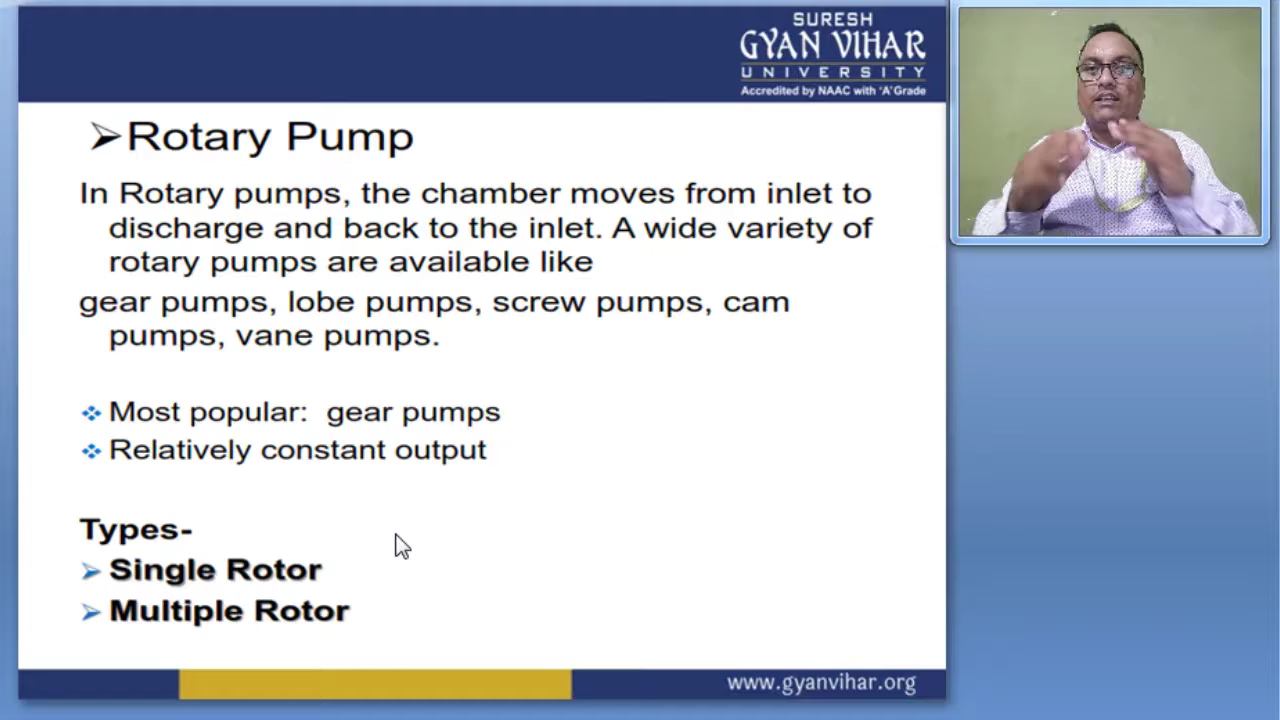 SURESH
GYAN VIHAR
UNIVERSITY
Accredited by NAAC with 'A' Grade
Rotary Pump
In Rotary pumps, the chamber moves from inlet to
discharge and back to the inlet. A wide variety of
rotary pumps are available like
gear pumps, lobe pumps, screw pumps, cam
pumps, vane pumps.
Most popular: gear pumps
Relatively constant output
Types-
Single Rotor
Multiple Rotor
www.gyanvihar.org